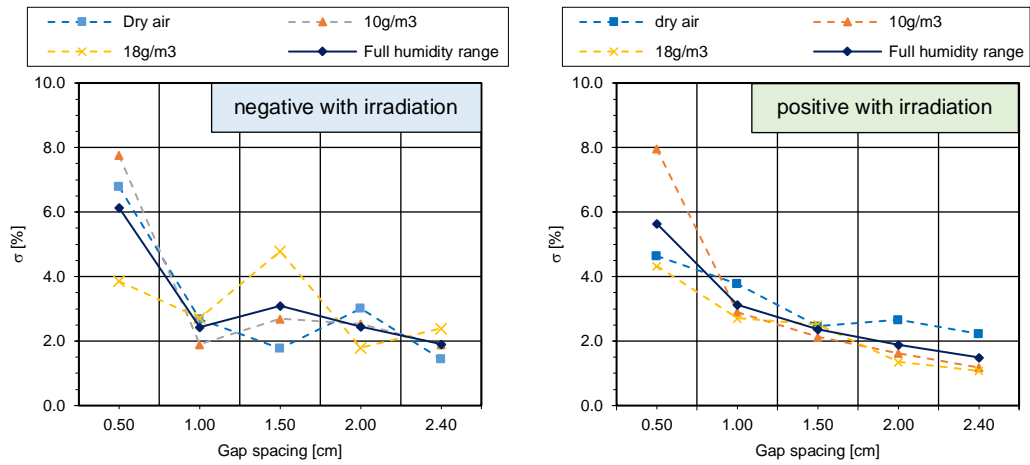 Dry air
10g/m3
18g/m3
Full humidity range
negative with irradiation
10.0
8.0
6.0
4.0
2.0
0.0
σ [%]
0.50
1.00
1.50
2.00
2.40
Gap spacing [cm]
dry air
10g/m3
18g/m3
Full humidity range
positive with irradiation
10.0
8.0
6.0
4.0
2.0
0.0
σ [%]
0.50
1.00
1.50
2.00
2.40
Gap spacing [cm]